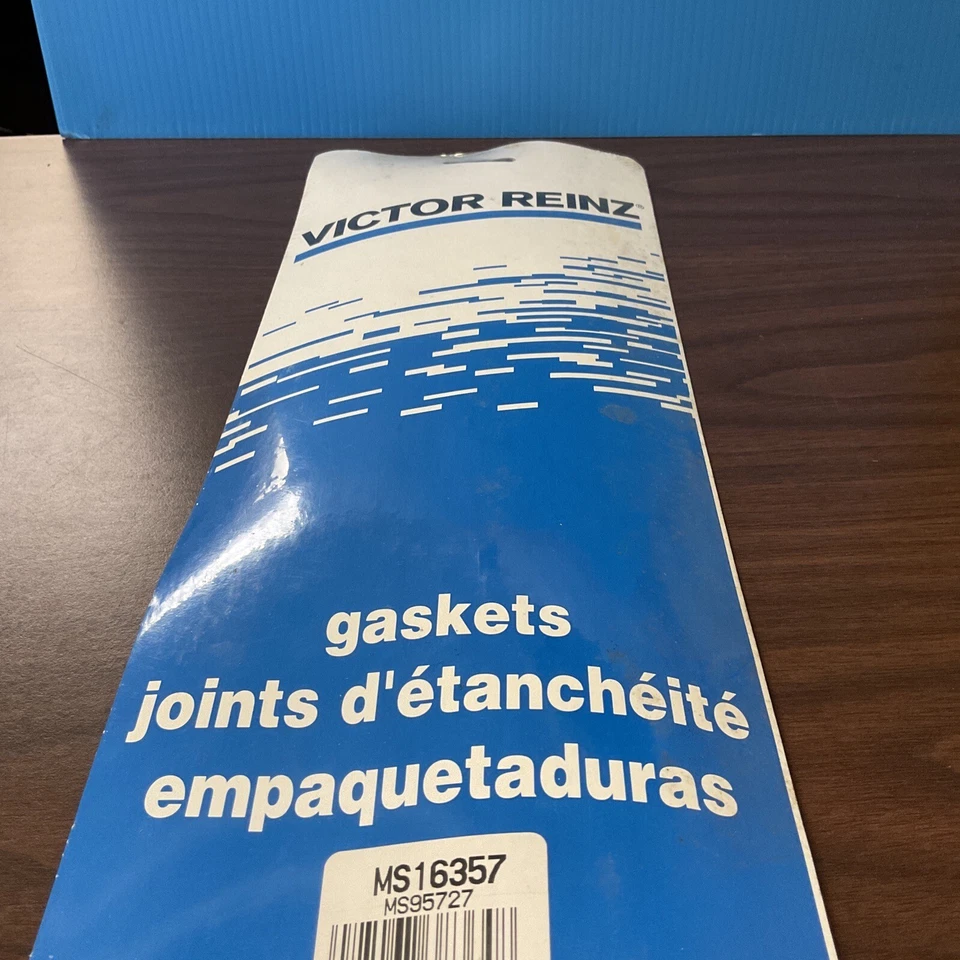 VICTOR REINZ®
gaskets
joints d'étanchéité
empaquetaduras
MS16357
MS95727